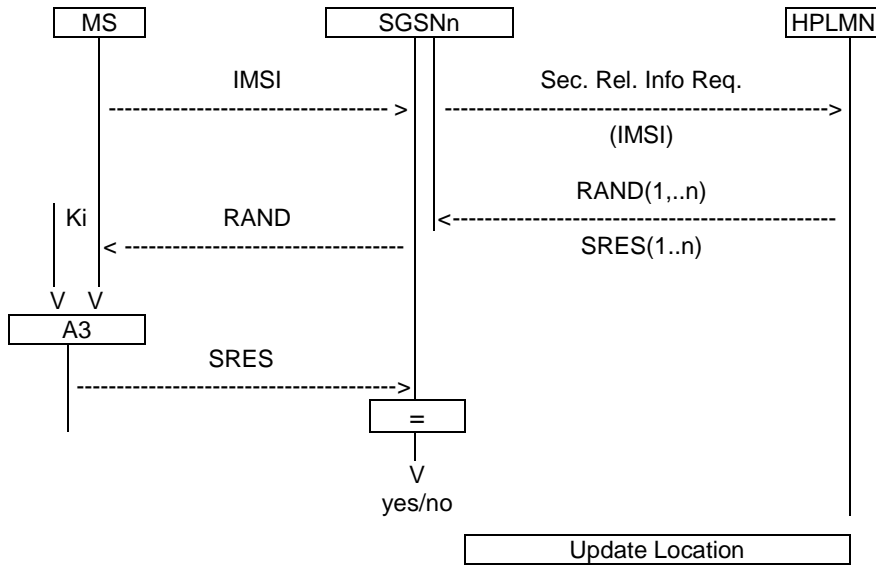 MS SGSNn HPLMN
IMSI Sec. Rel. Info Req.
------------------------------------ > ------------------------------------------------->
(IMSI)
RAND(1,..n)
Ki RAND <-------------------------------------------------
< ------------------------------------ SRES(1..n)
V V
A3
SRES
----------------------------------------->
=
V
yes/no
Update Location